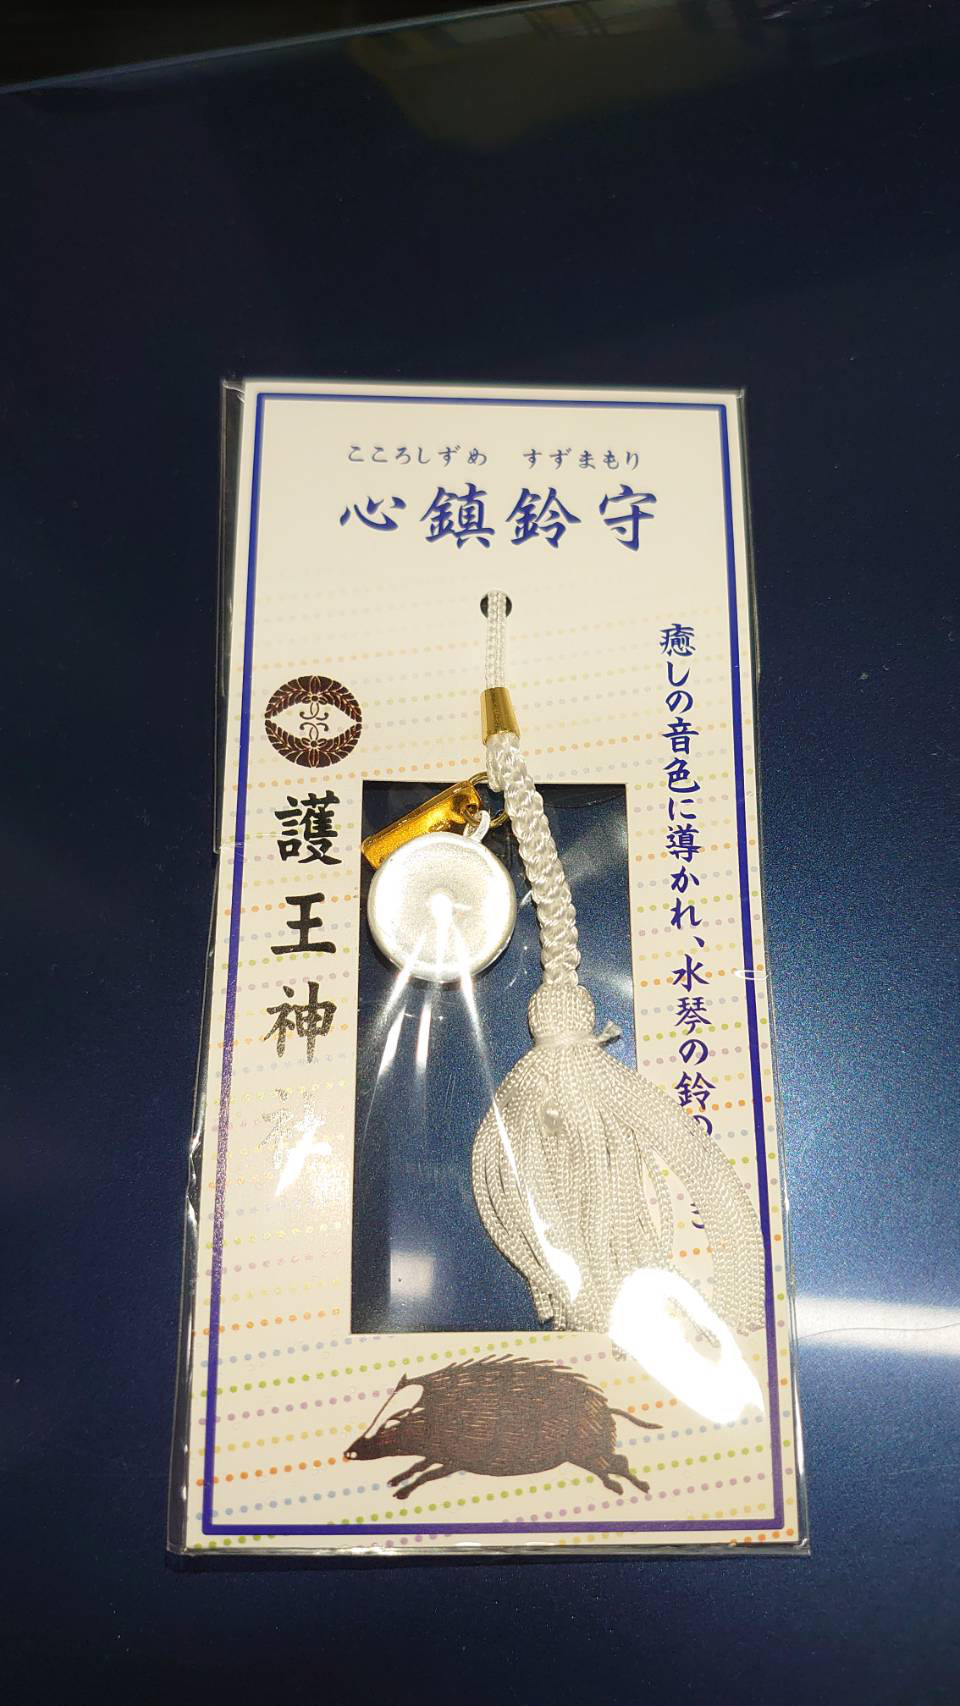 こころしずめ　すずまもり
心鎮鈴守
癒しの音色に導かれ、水琴の鈴の
護王神社